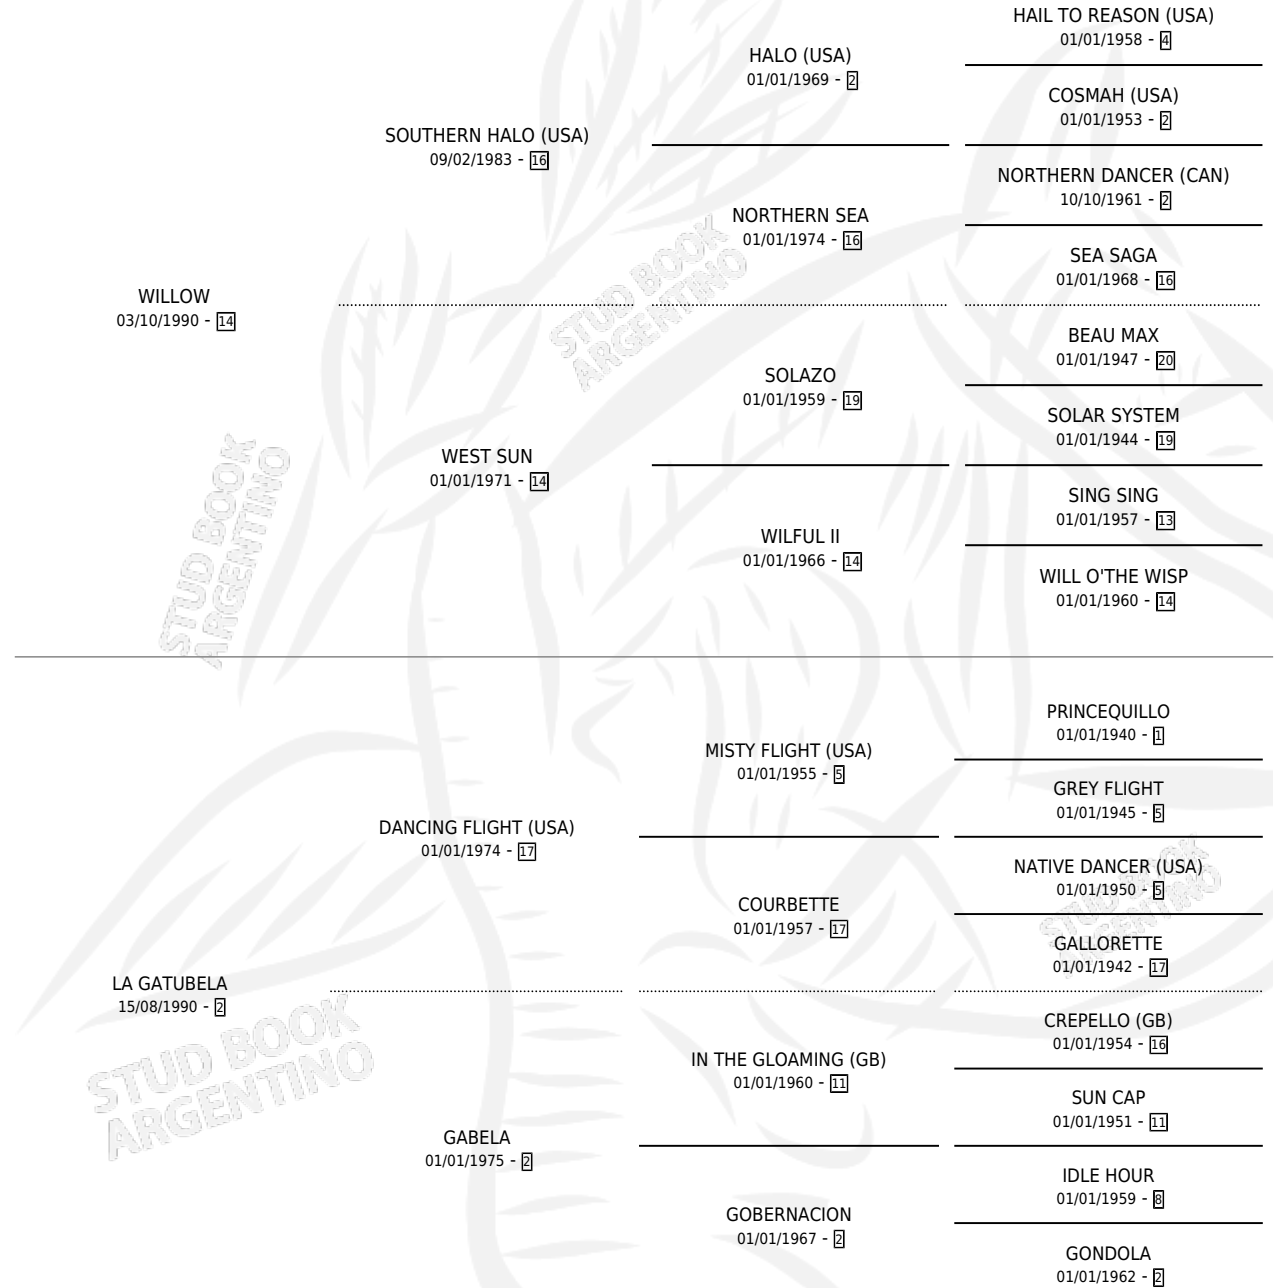 HAIL TO REASON (USA)
01/01/1958 - 4
HALO (USA)
01/01/1969 - 2
COSMAH (USA)
01/01/1953 - 2
SOUTHERN HALO (USA)
09/02/1983 - 16
NORTHERN DANCER (CAN)
10/10/1961 - 2
NORTHERN SEA
01/01/1974 - 16
SEA SAGA
01/01/1968 - 16
WILLOW
03/10/1990 - 14
STUD BOOK
ARGENTINO
BEAU MAX
01/01/1947 - 20
SOLAZO
01/01/1959 - 19
SOLAR SYSTEM
01/01/1944 - 19
WEST SUN
01/01/1971 - 14
SING SING
01/01/1957 - 13
WILFUL II
01/01/1966 - 14
WILL O'THE WISP
01/01/1960 - 14
STUD BOOK
ARGENTINO
PRINCEQUILLO
01/01/1940 - 1
MISTY FLIGHT (USA)
01/01/1955 - 5
GREY FLIGHT
01/01/1945 - 5
DANCING FLIGHT (USA)
01/01/1974 - 17
NATIVE DANCER (USA)
01/01/1950 - 5
COURBETTE
01/01/1957 - 17
STUD BOOK
ARGENTINO
GALLORETTE
01/01/1942 - 17
LA GATUBELA
15/08/1990 - 2
CREPELLO (GB)
01/01/1954 - 16
IN THE GLOAMING (GB)
01/01/1960 - 11
STUD BOOK
ARGENTINO
SUN CAP
01/01/1951 - 11
GABELA
01/01/1975 - 2
IDLE HOUR
01/01/1959 - 8
GOBERNACION
01/01/1967 - 2
GONDOLA
01/01/1962 - 2